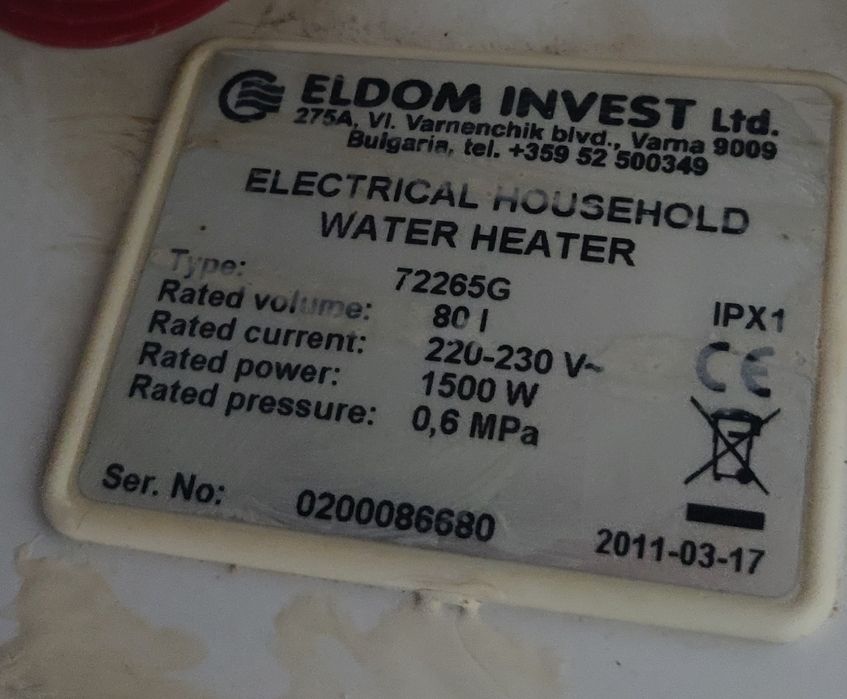 ELDOM INVEST Ltd.
275A, Vl. Varnenchik blvd., Varna 9009
Bulgaria, tel. +359 52 500349
ELECTRICAL HOUSEHOLD
WATER HEATER
Type: 72265G
Rated volume: 80 l
IPX1
Rated current: 220-230 V~
CE
Rated power: 1500 W
Rated pressure: 0,6 MPa
Ser. No: 0200086680
2011-03-17